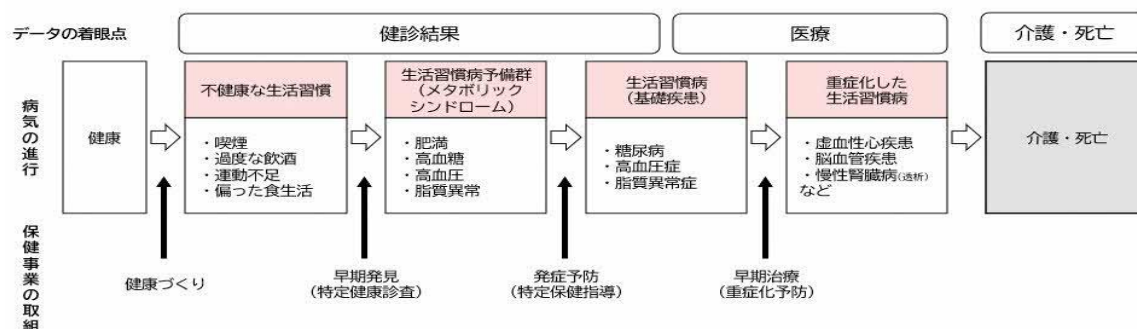 データの着眼点
健診結果
医療
介護・死亡
病気の進行
健康
不健康な生活習慣
・喫煙
・過度な飲酒
・運動不足
・偏った食生活
生活習慣病予備群
(メタボリック
シンドローム)
・肥満
・高血糖
・高血圧
・脂質異常
生活習慣病
(基礎疾患)
・糖尿病
・高血圧症
・脂質異常症
重症化した
生活習慣病
・虚血性心疾患
・脳血管疾患
・慢性腎臓病(透析)
など
介護・死亡
保健事業の取組
健康づくり
早期発見
(特定健康診査)
発症予防
(特定保健指導)
早期治療
(重症化予防)